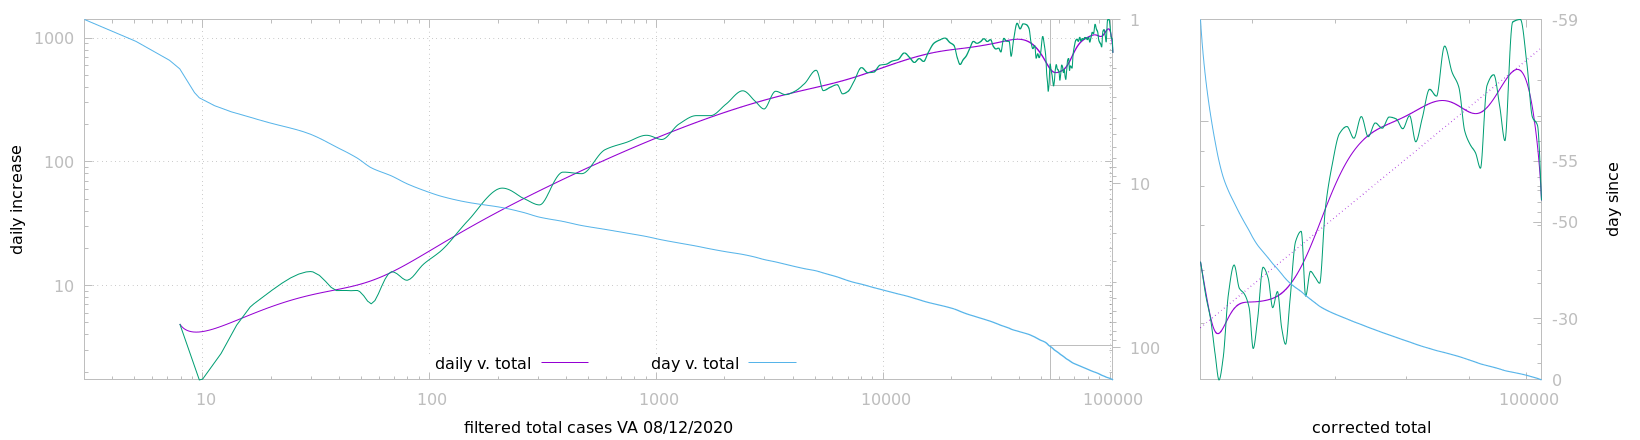 1000
100
10
daily increase
10
100
1000
10000
100000
filtered total cases VA 08/12/2020
daily v. total
day v. total
1
10
100
-59
-55
-50
-30
0
day since
100000
corrected total